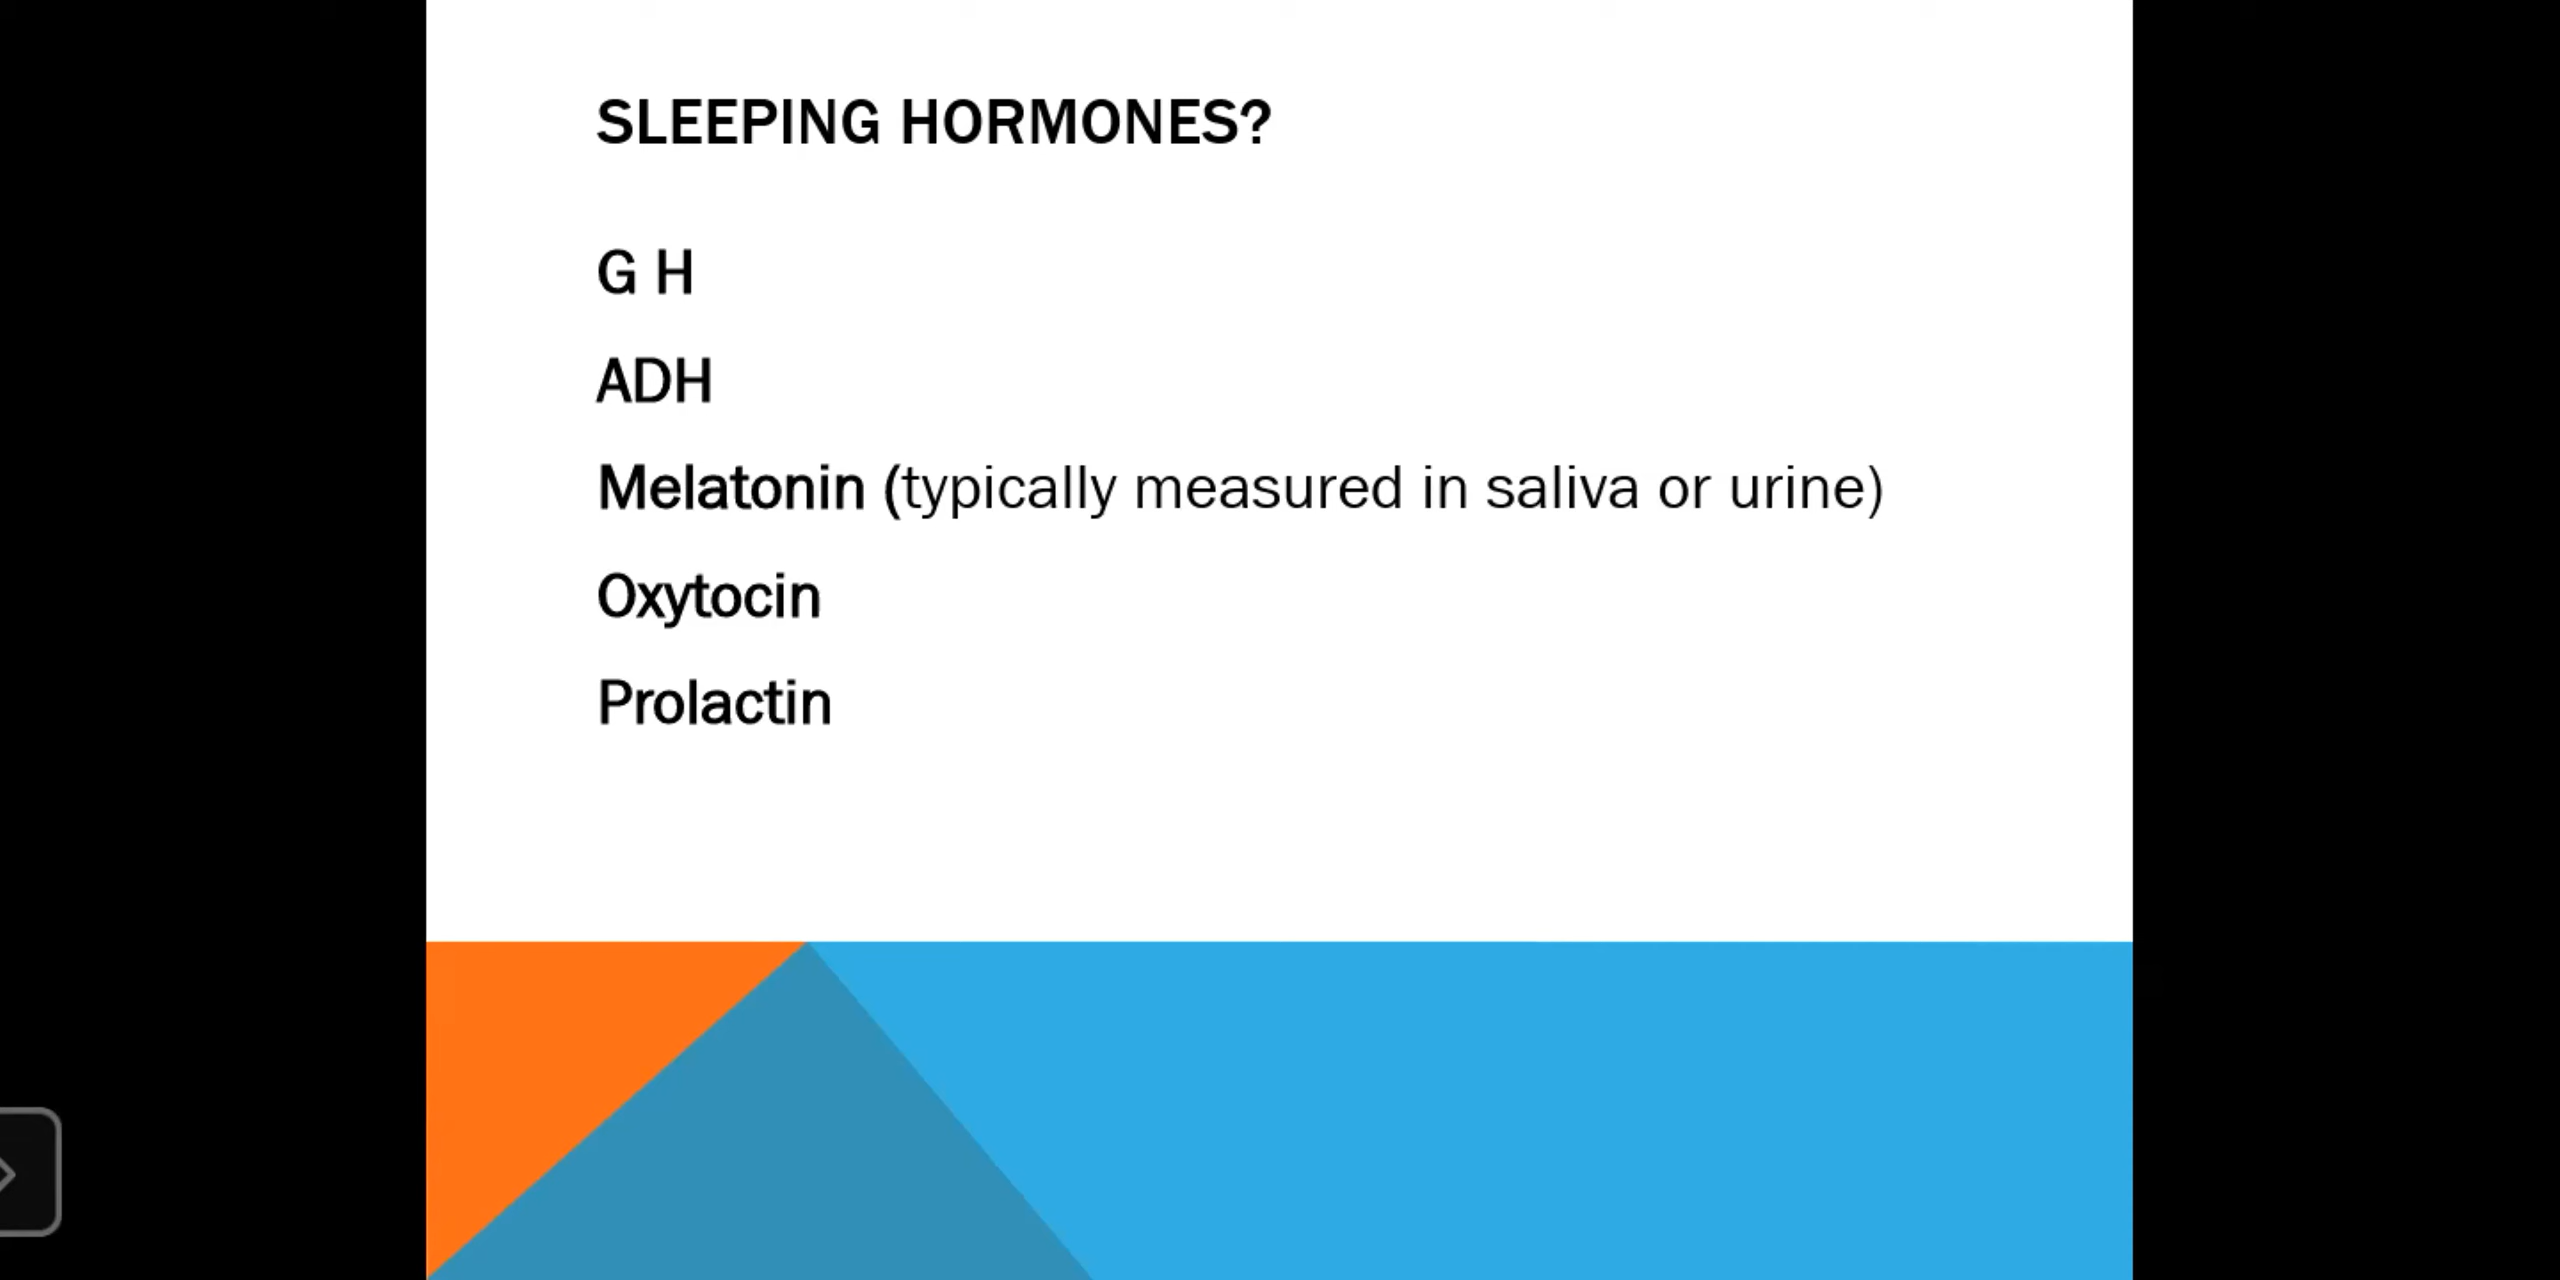 SLEEPING HORMONES?
G H
ADH
Melatonin (typically measured in saliva or urine)
Oxytocin
Prolactin